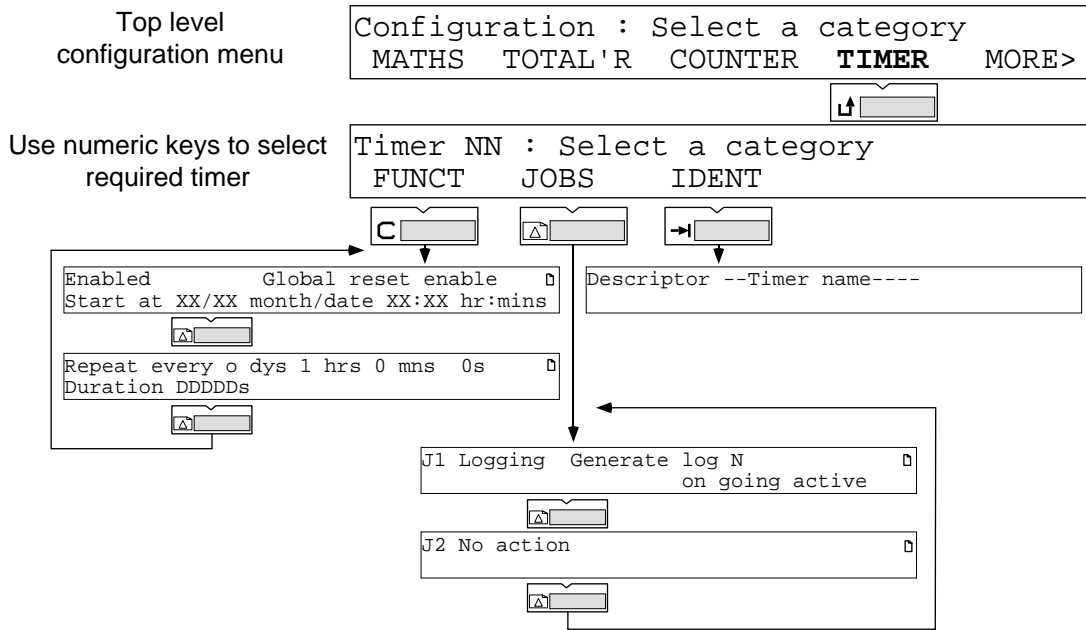 Top level
configuration menu
Configuration : Select a category
MATHS TOTAL'R COUNTER TIMER MORE>
Use numeric keys to select
required timer
Timer NN : Select a category
FUNCT JOBS IDENT
Enabled Global reset enable
Start at XX/XX month/date XX:XX hr:mins
Repeat every o dys 1 hrs 0 mns 0s
Duration DDDDDs
Descriptor --Timer name----
J1 Logging Generate log N
on going active
J2 No action